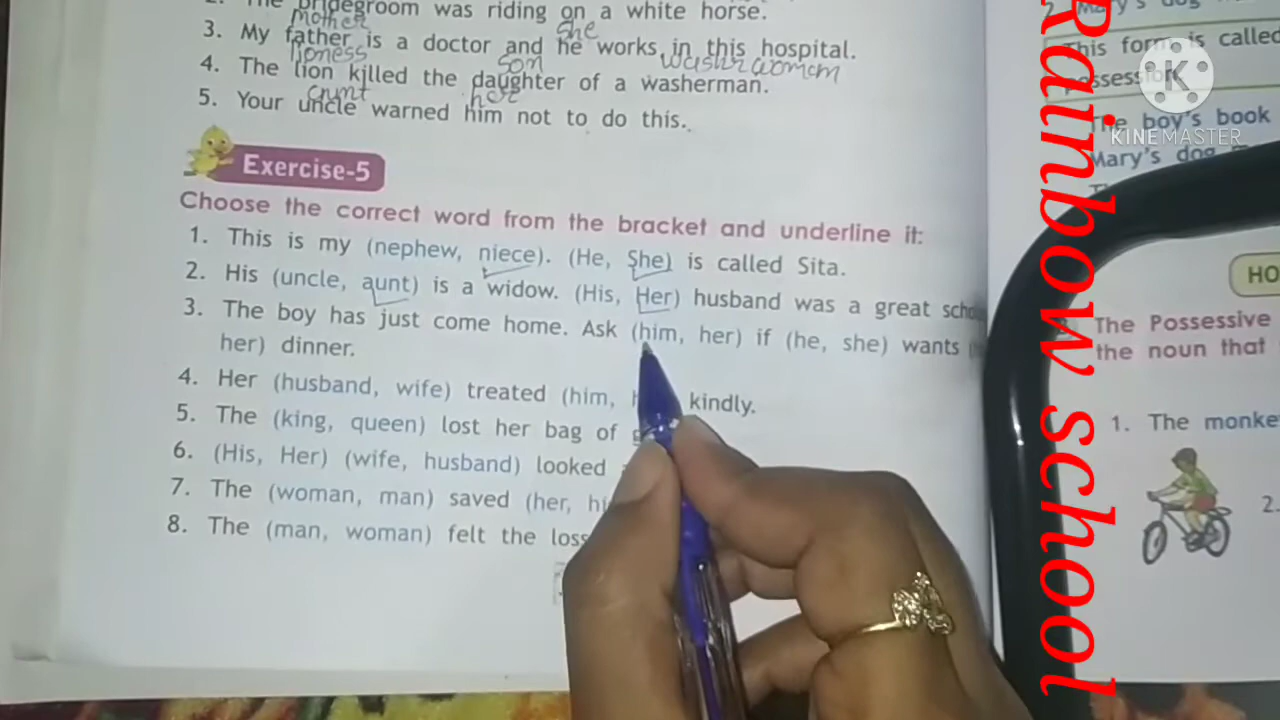 bridegroom was riding on a white horse.
mother she
3. My father is a doctor and he works in this hospital.
lioness son
4. The lion killed the daughter of a washerman.
her
5. Your uncle warned him not to do this.
Exercise-5
Choose the correct word from the bracket and underline it:
1. This is my (nephew, niece). (He, She) is called Sita.
2. His (uncle, aunt) is a widow. (His, Her) husband was a great
3. The boy has just come home. Ask (him, her) if (he, she) wants
her) dinner.
4. Her (husband, wife) treated (him, kindly.
5. The (king, queen) lost her bag of
6. (His, Her) (wife, husband) looked
7. The (woman, man) saved (her,
8. The (man, woman) felt the loss
This form is called
The boy's book
Mary's dog
HO
The Possessive
the noun that
1. The monke
2.
K
KINEMASTER
Rainbow school